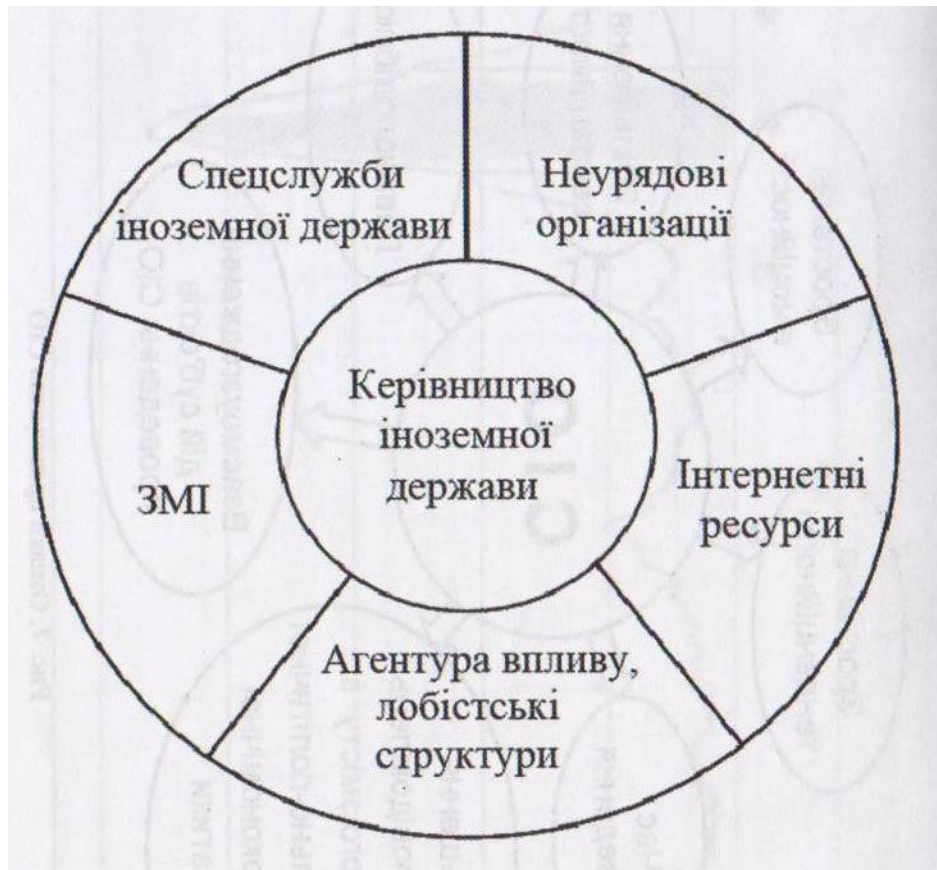 Спецслужби
іноземної держави
Неурядові
організації
Керівництво
іноземної
держави
ЗМІ
Інтернетні
ресурси
Агентура впливу,
лобістські
структури